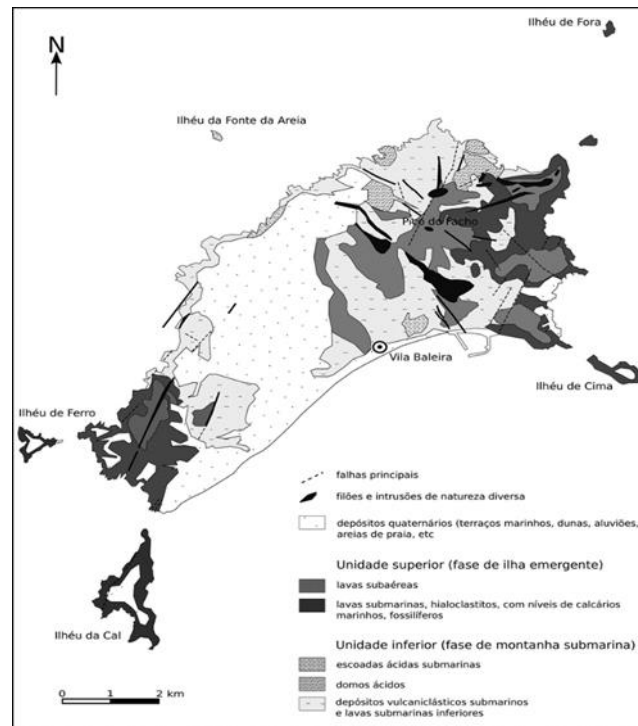 Ilhéu de Fora
N
Ilhéu da Fonte da Areia
Pico do Facho
Vila Baleira
Ilhéu de Cima
Ilhéu de Ferro
Ilhéu da Cal
0 1 2 km
falhas principais
filões e intrusões de natureza diversa
depósitos quaternários (terraços marinhos, dunas, aluviões,
areias de praia, etc
Unidade superior (fase de ilha emergente)
lavas subaéreas
lavas submarinas, hialoclastitos, com níveis de calcários
marinhos, fossilíferos
Unidade inferior (fase de montanha submarina)
escoadas ácidas submarinas
domos ácidos
depósitos vulcaniclásticos submarinos
e lavas submarinas inferiores